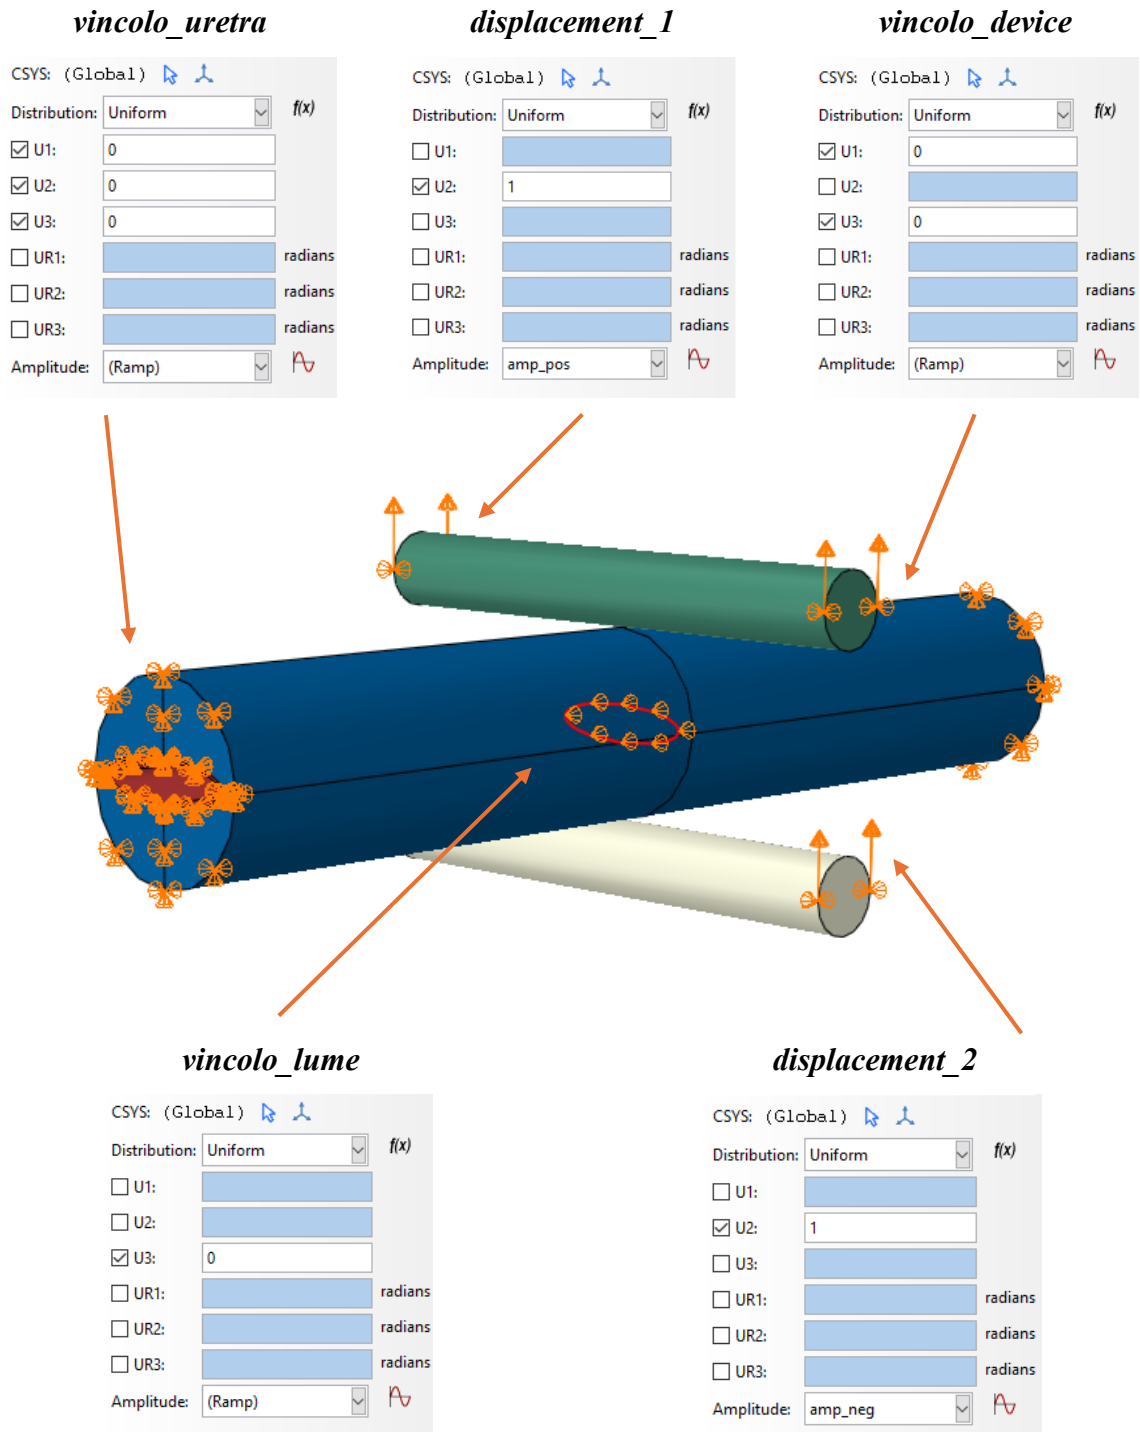 vincolo_uretra
CSYS: (Global)
Distribution: Uniform f(x)
U1: 0
U2: 0
U3: 0
UR1: radians
UR2: radians
UR3: radians
Amplitude: (Ramp)
displacement_1
CSYS: (Global)
Distribution: Uniform f(x)
U1:
U2: 1
U3:
UR1: radians
UR2: radians
UR3: radians
Amplitude: amp_pos
vincolo_device
CSYS: (Global)
Distribution: Uniform f(x)
U1: 0
U2:
U3: 0
UR1: radians
UR2: radians
UR3: radians
Amplitude: (Ramp)
vincolo_lume
CSYS: (Global)
Distribution: Uniform f(x)
U1:
U2:
U3: 0
UR1: radians
UR2: radians
UR3: radians
Amplitude: (Ramp)
displacement_2
CSYS: (Global)
Distribution: Uniform f(x)
U1:
U2: 1
U3:
UR1: radians
UR2: radians
UR3: radians
Amplitude: amp_neg